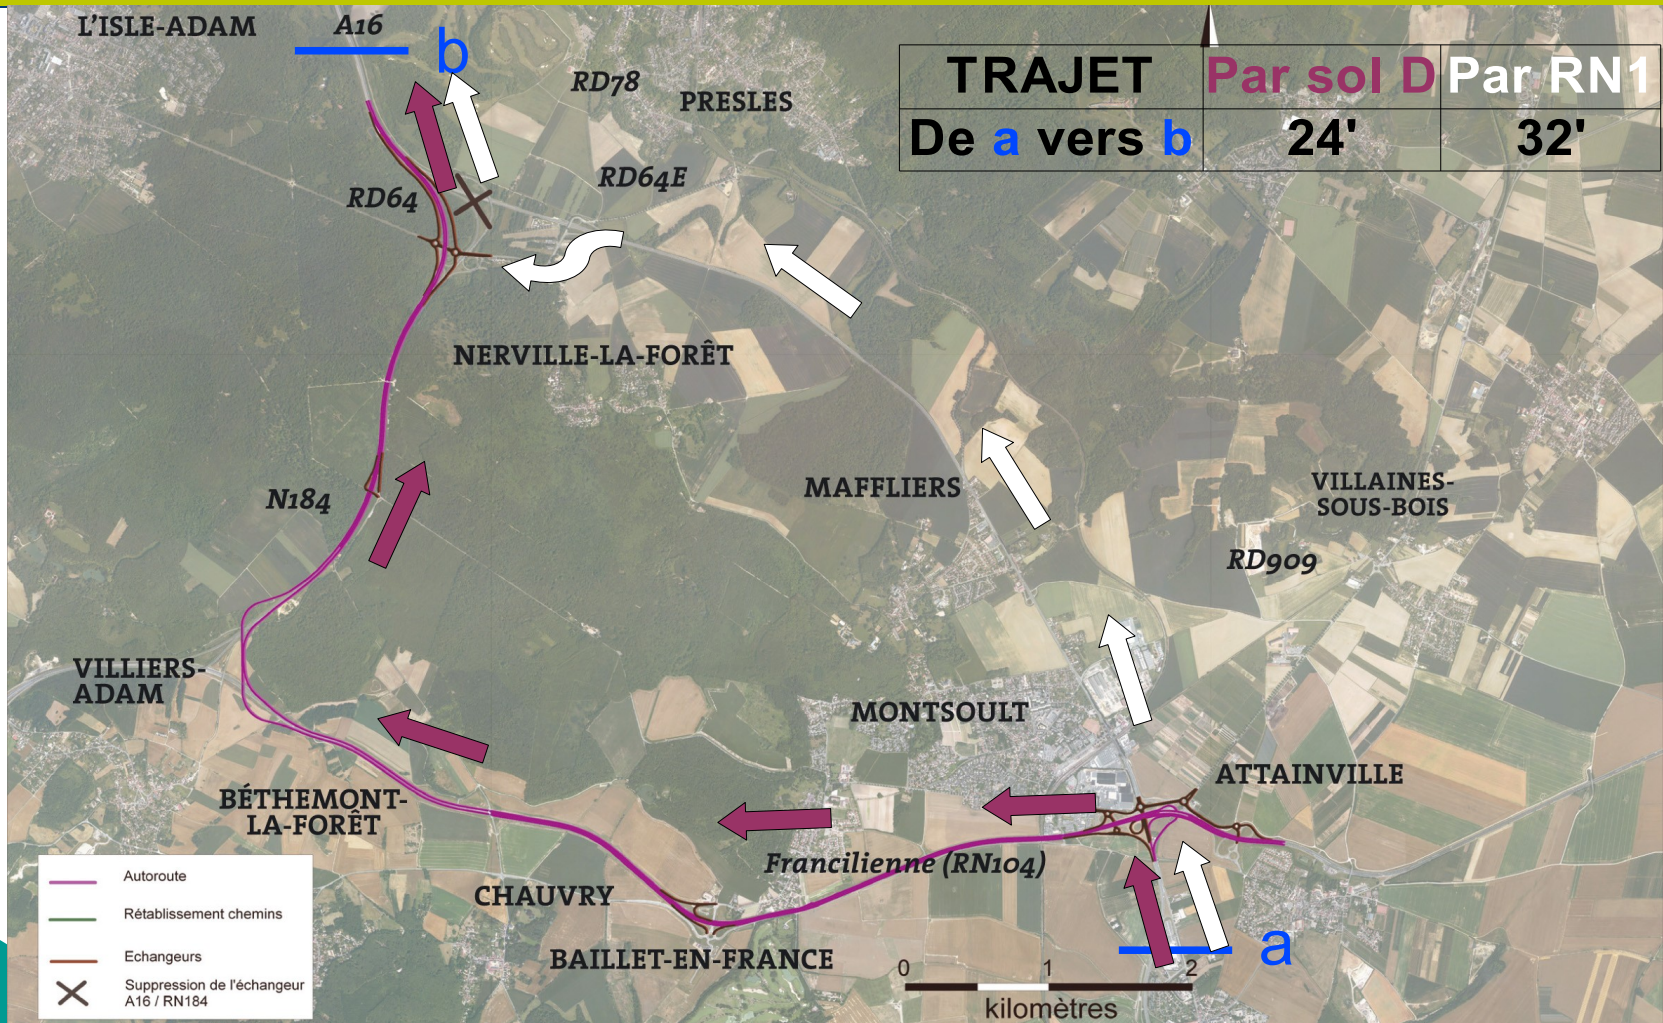 L'ISLE-ADAM
A16
b
RD78
PRESLES
TRAJET Par sol D Par RN1
De a vers b 24' 32'
RD64
RD64E
NERVILLE-LA-FORÊT
N184
MAFFLIERS
VILLAINES-
SOUS-BOIS
RD909
VILLIERS-
ADAM
MONTSOULT
ATTAINVILLE
BÉTHEMONT-
LA-FORÊT
Francilienne (RN104)
CHAUVRY
BAILLET-EN-FRANCE
a
0 1 2
kilomètres
Autoroute
Rétablissement chemins
Echangeurs
Suppression de l'échangeur
A16 / RN184